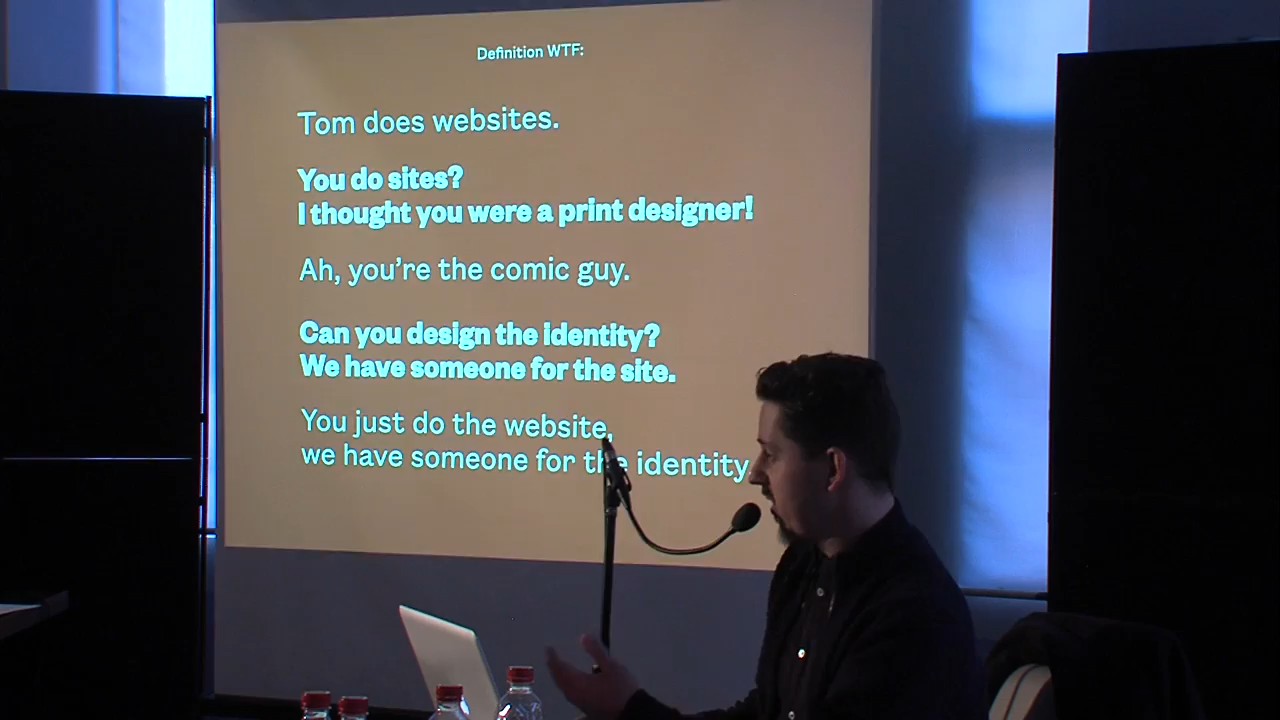 Definition WTF:
Tom does websites.
You do sites?
I thought you were a print designer!
Ah, you're the comic guy.
Can you design the identity?
We have someone for the site.
You just do the website,
we have someone for the identity.